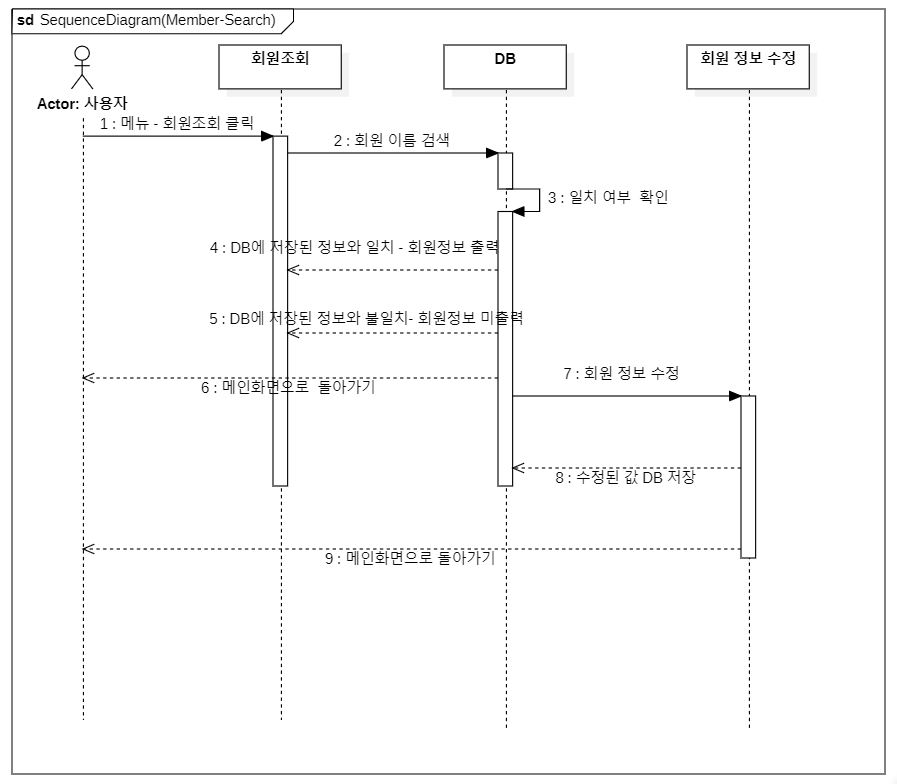 sd SequenceDiagram(Member-Search)
회원조회
DB
회원 정보 수정
Actor: 사용자
1 : 메뉴 - 회원조회 클릭
2 : 회원 이름 검색
3 : 일치 여부 확인
4 : DB에 저장된 정보와 일치 - 회원정보 출력
5 : DB에 저장된 정보와 불일치- 회원정보 미출력
7 : 회원 정보 수정
6 : 메인화면으로 돌아가기
8 : 수정된 값 DB 저장
9 : 메인화면으로 돌아가기